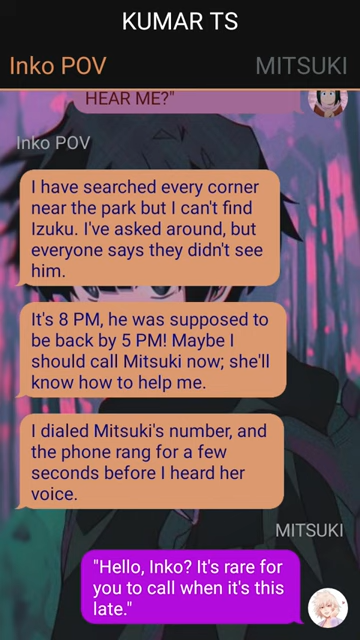 KUMAR TS
Inko POV
MITSUKI
HEAR ME?"
Inko POV
I have searched every corner
near the park but I can't find
Izuku. I've asked around, but
everyone says they didn't see
him.
It's 8 PM, he was supposed to
be back by 5 PM! Maybe I
should call Mitsuki now; she'll
know how to help me.
I dialed Mitsuki's number, and
the phone rang for a few
seconds before I heard her
voice.
MITSUKI
"Hello, Inko? It's rare for
you to call when it's this
late."